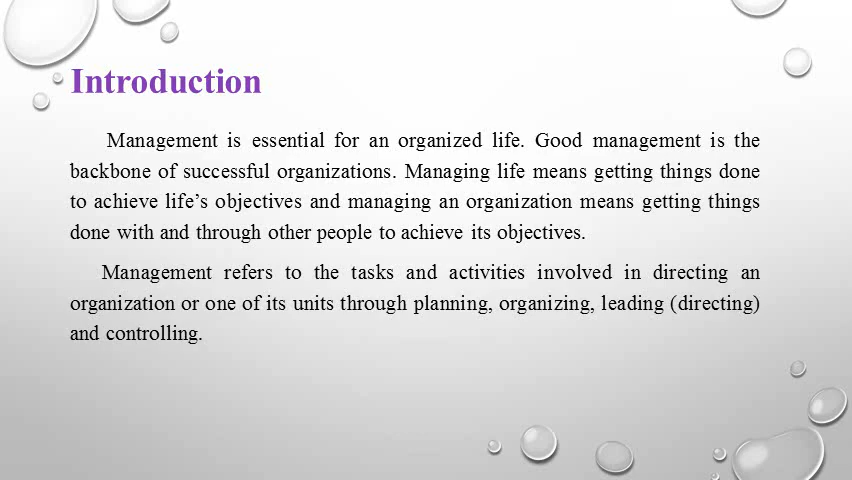 Introduction
Management is essential for an organized life. Good management is the
backbone of successful organizations. Managing life means getting things done
to achieve life’s objectives and managing an organization means getting things
done with and through other people to achieve its objectives.
Management refers to the tasks and activities involved in directing an
organization or one of its units through planning, organizing, leading (directing)
and controlling.